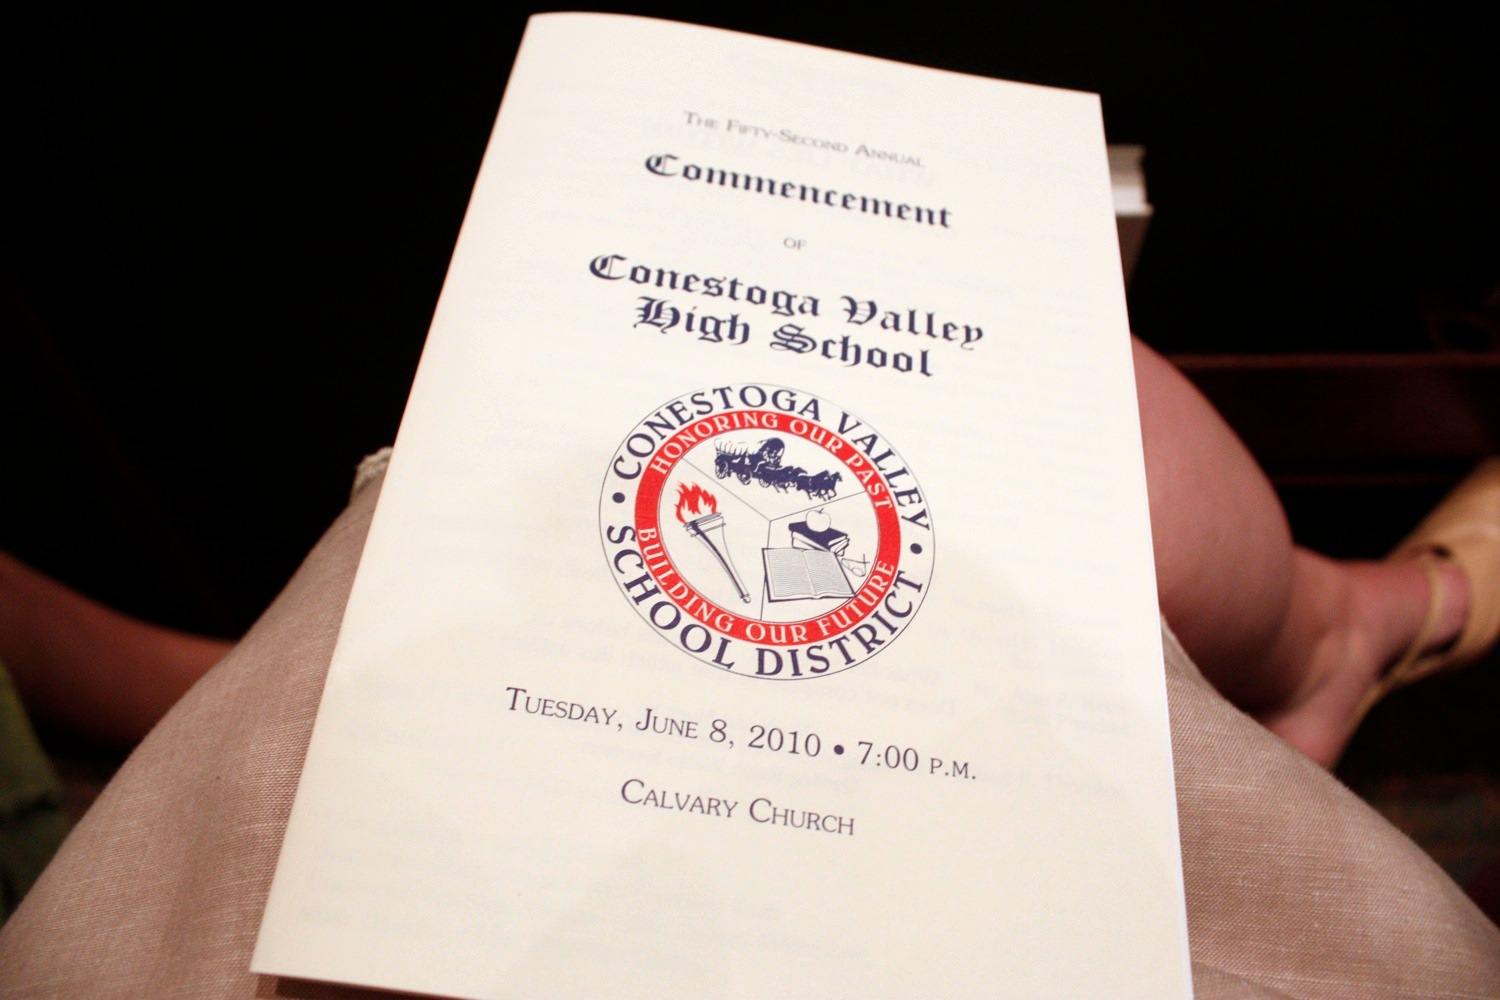 The Fifty-Second Annual
Commencement
of
Conestoga Valley
High School
CONESTOGA VALLEY
HONORING OUR PAST
BUILDING OUR FUTURE
SCHOOL DISTRICT
Tuesday, June 8, 2010 • 7:00 p.m.
Calvary Church